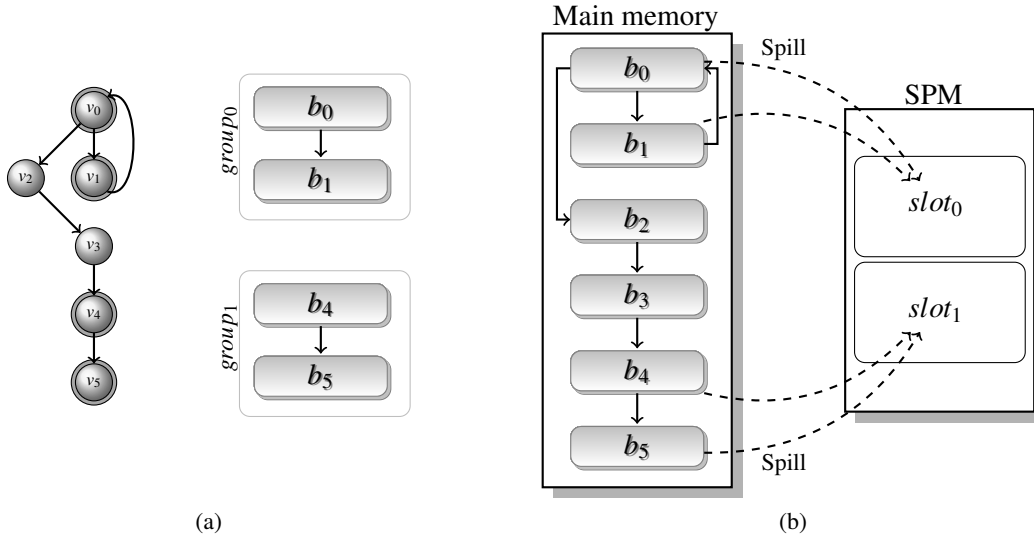 v₀
v₂
v₁
v₃
v₄
v₅
group₀
b₀
b₁
group₁
b₄
b₅
(a)
Main memory
b₀
b₁
b₂
b₃
b₄
b₅
Spill
Spill
SPM
slot₀
slot₁
(b)